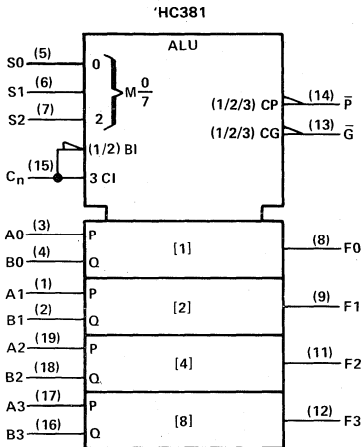 'HC381
ALU
S0 (5) 0
S1 (6) M 0/7
S2 (7) 2
(1/2/3) CP (14) P̅
(1/2/3) CG (13) G̅
(1/2) BI
Cn (15) 3 CI
A0 (3) P [1] (8) F0
B0 (4) Q
A1 (1) P [2] (9) F1
B1 (2) Q
A2 (19) P [4] (11) F2
B2 (18) Q
A3 (17) P [8] (12) F3
B3 (16) Q